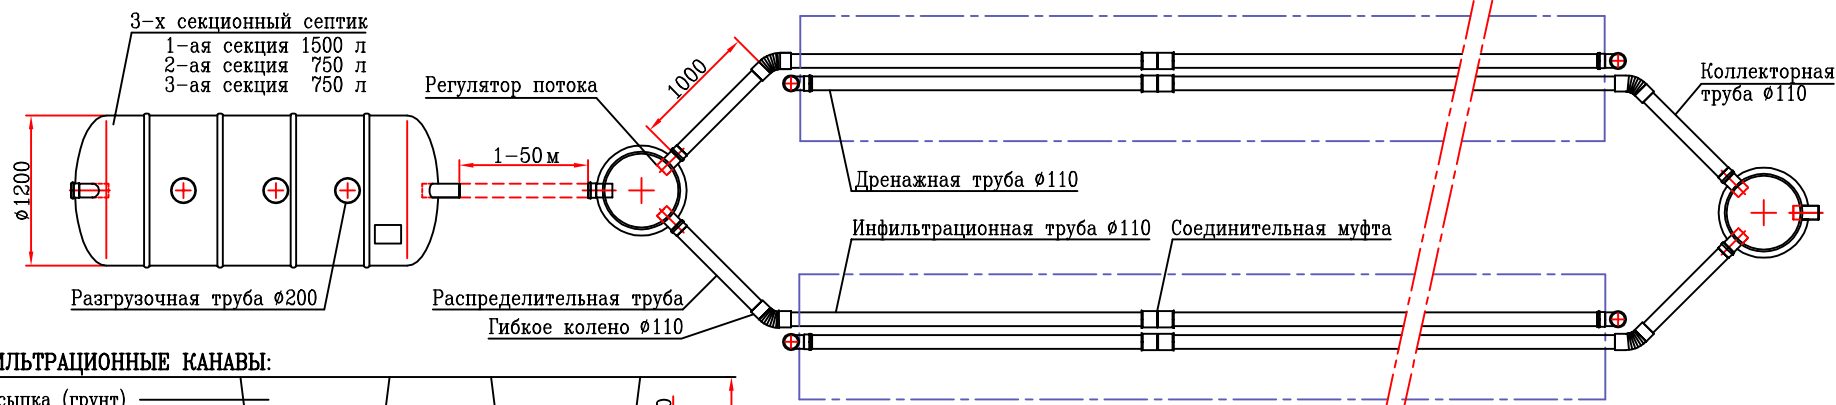 3-х секционный септик
1-ая секция 1500 л
2-ая секция 750 л
3-ая секция 750 л
Регулятор потока
1000
Коллекторная
труба ø110
1-50 м
ø1200
Дренажная труба ø110
Инфильтрационная труба ø110
Соединительная муфта
Разгрузочная труба ø200
Распределительная труба
Гибкое колено ø110
ИЛЬТРАЦИОННЫЕ КАНАВЫ:
сыпка (грунт)